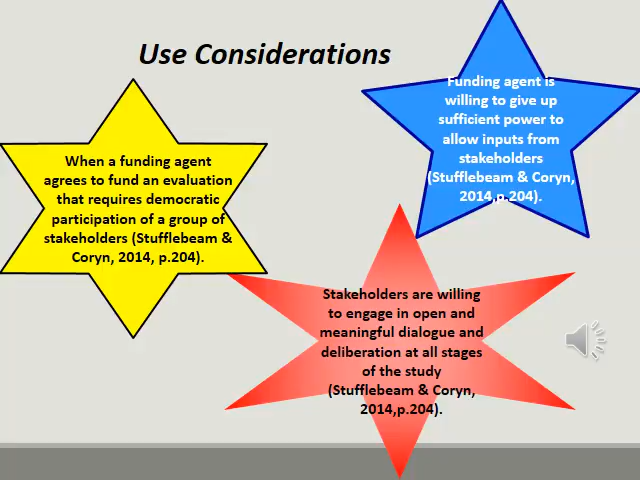 Use Considerations
Funding agent is
willing to give up
sufficient power to
allow inputs from
stakeholders
(Stufflebeam & Coryn,
2014,p.204).
When a funding agent
agrees to fund an evaluation
that requires democratic
participation of a group of
stakeholders (Stufflebeam &
Coryn, 2014, p.204).
Stakeholders are willing
to engage in open and
meaningful dialogue and
deliberation at all stages
of the study
(Stufflebeam & Coryn,
2014,p.204).